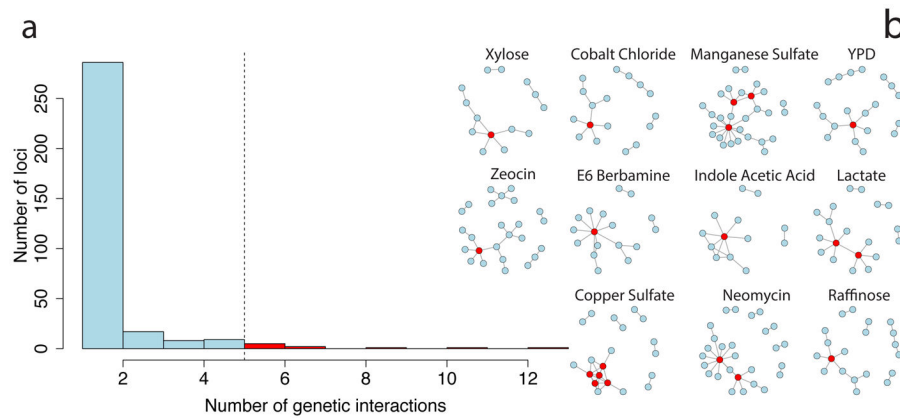 a
b
Number of loci
0
50
100
150
200
250
2
4
6
8
10
12
Number of genetic interactions
Xylose
Cobalt Chloride
Manganese Sulfate
YPD
Zeocin
E6 Berbamine
Indole Acetic Acid
Lactate
Copper Sulfate
Neomycin
Raffinose